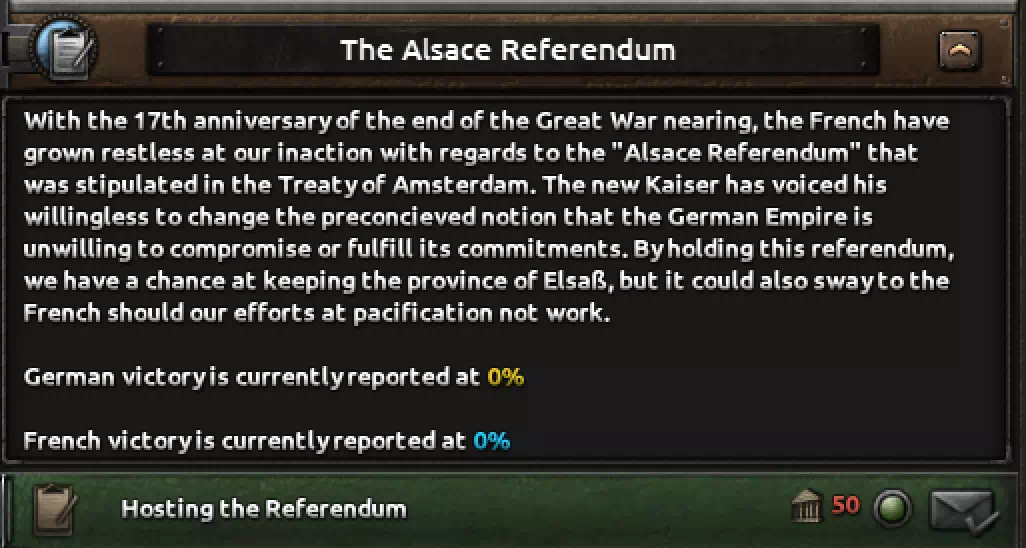 The Alsace Referendum
With the 17th anniversary of the end of the Great War nearing, the French have
grown restless at our inaction with regards to the "Alsace Referendum" that
was stipulated in the Treaty of Amsterdam. The new Kaiser has voiced his
willingless to change the preconcieved notion that the German Empire is
unwilling to compromise or fulfill its commitments. By holding this referendum,
we have a chance at keeping the province of Elsaß, but it could also sway to the
French should our efforts at pacification not work.
German victory is currently reported at 0%
French victory is currently reported at 0%
Hosting the Referendum 50